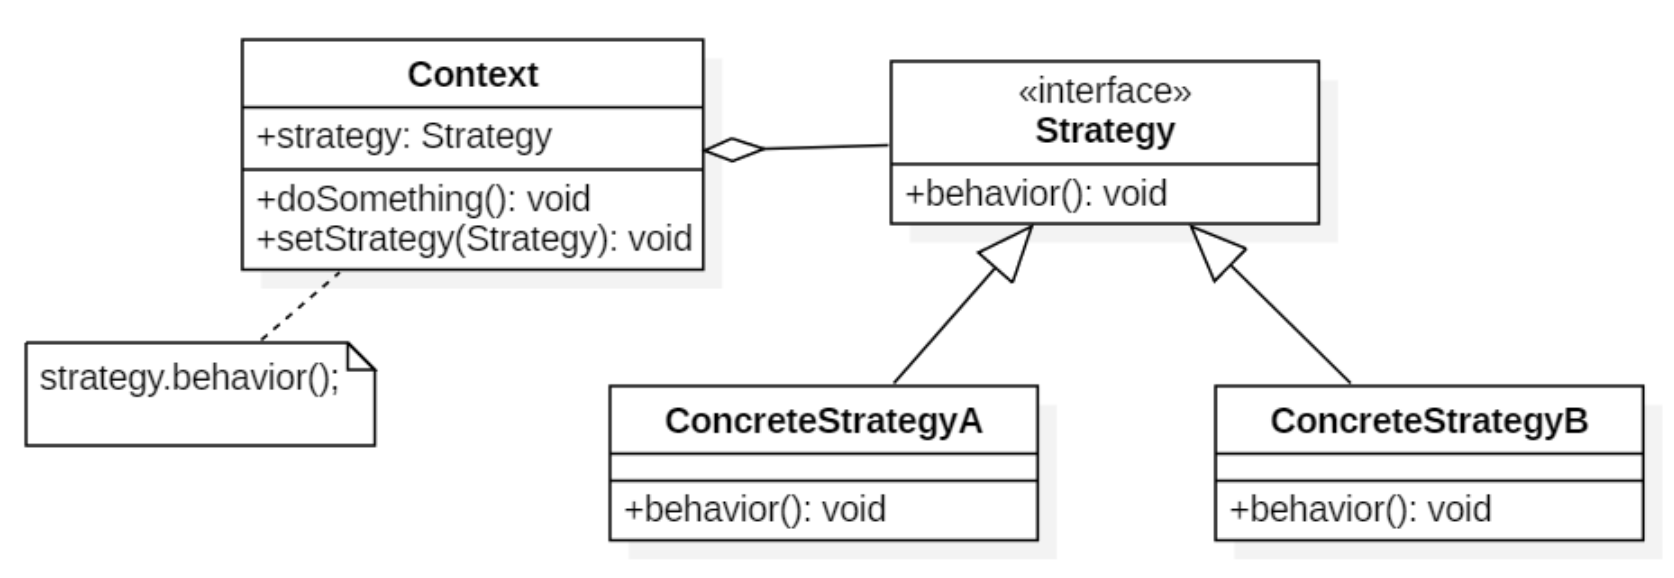 Context
+strategy: Strategy
+doSomething(): void
+setStrategy(Strategy): void
strategy.behavior();
«interface»
Strategy
+behavior(): void
ConcreteStrategyA
+behavior(): void
ConcreteStrategyB
+behavior(): void